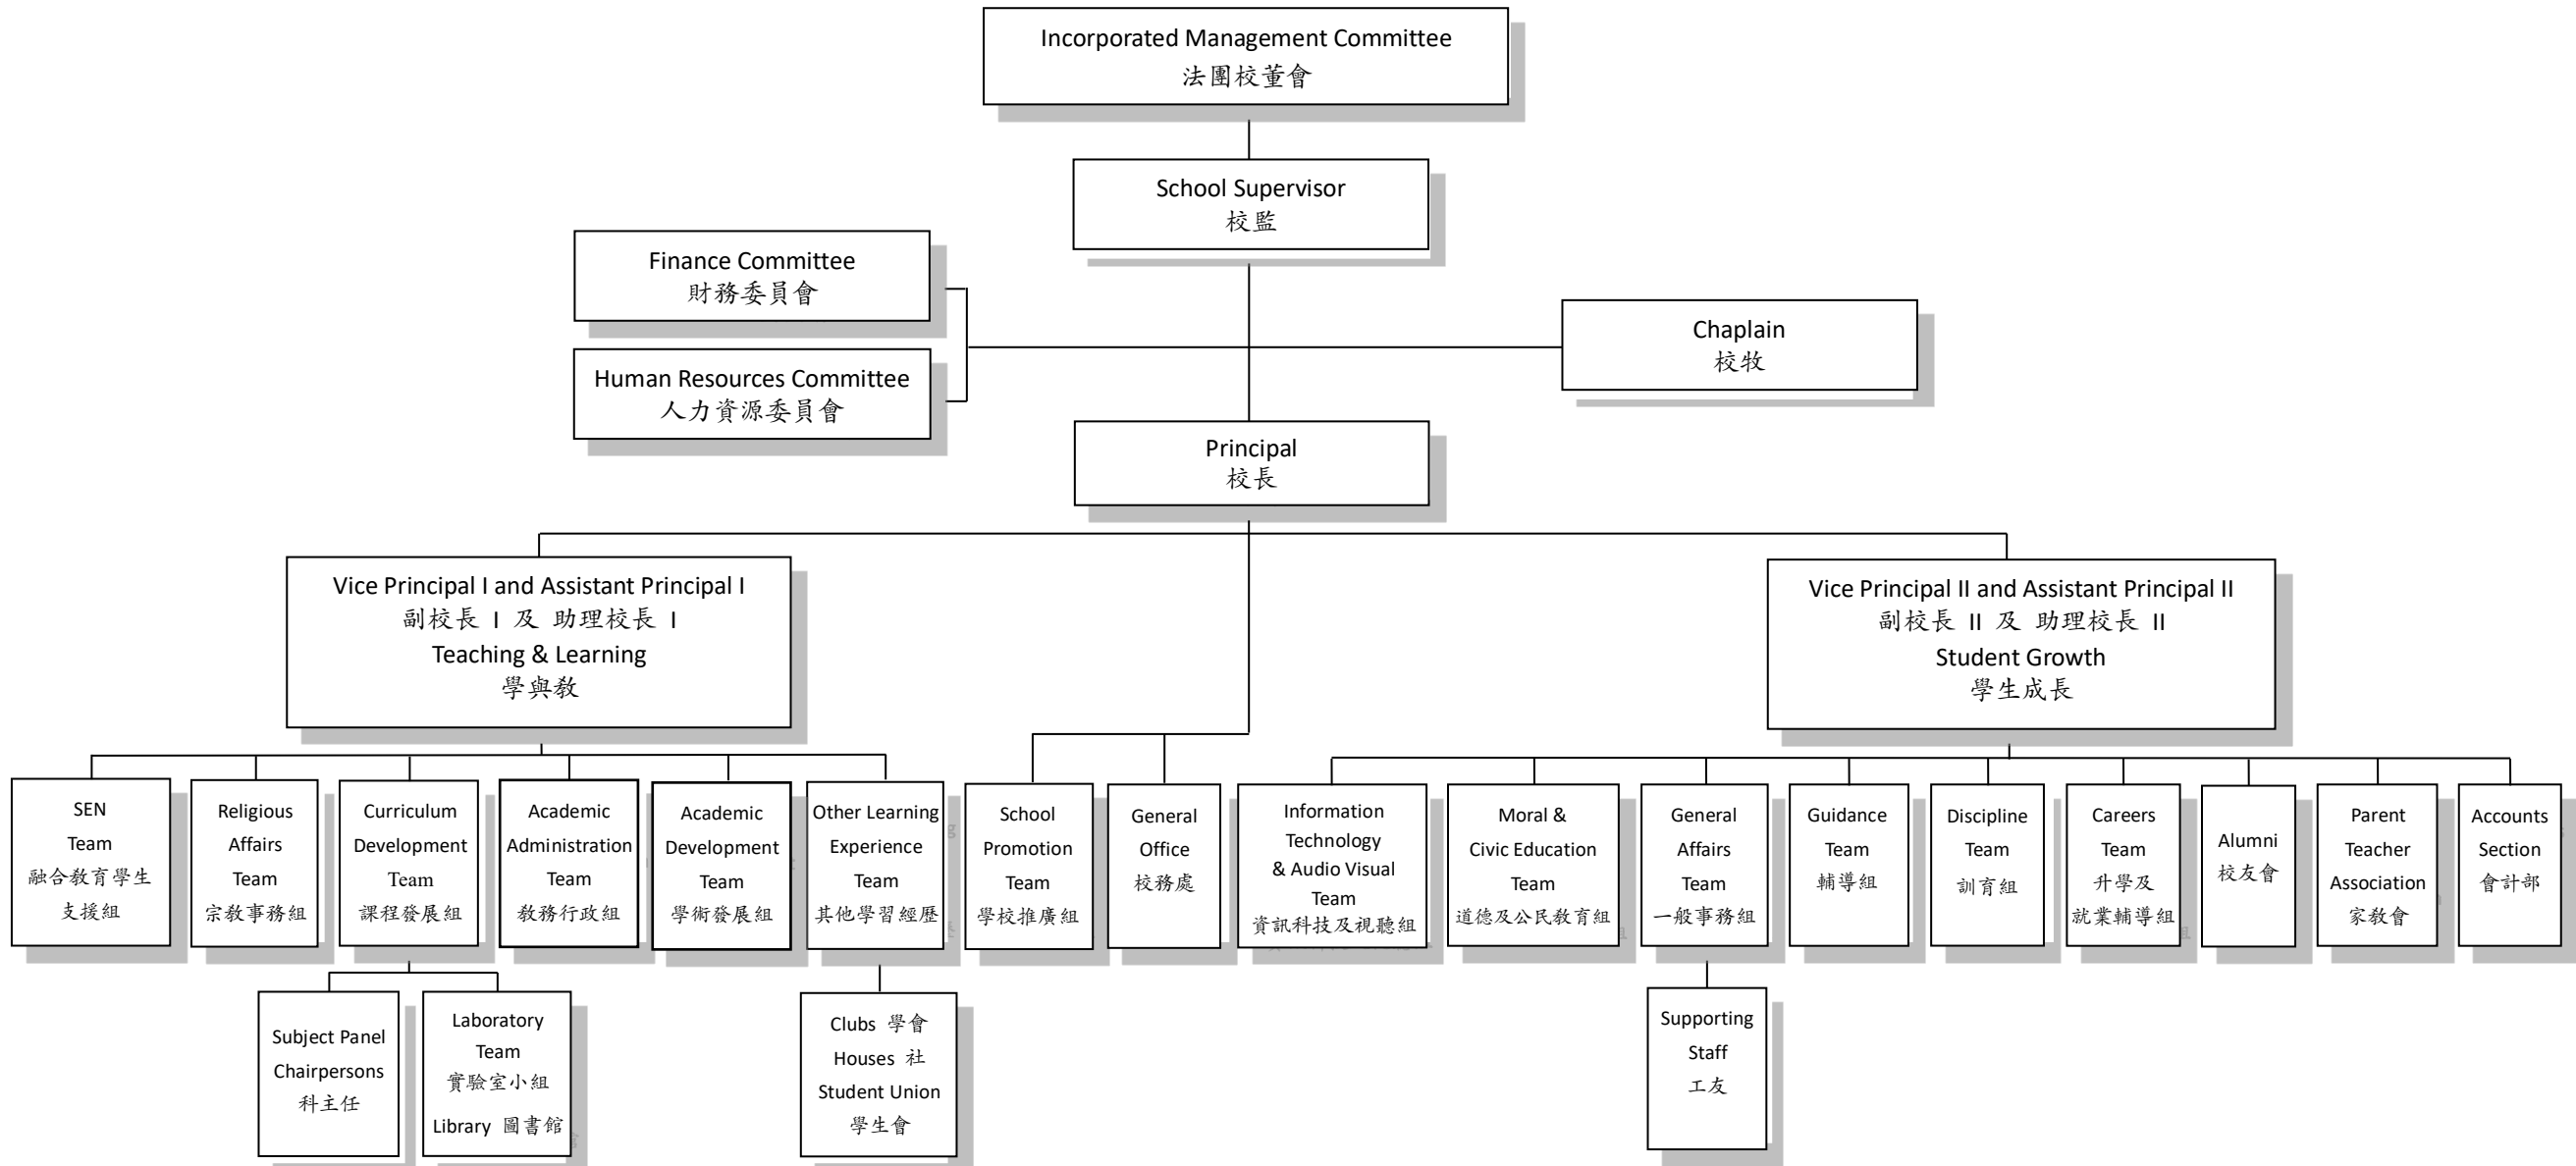 Incorporated Management Committee
法團校董會
School Supervisor
校監
Finance Committee
財務委員會
Human Resources Committee
人力資源委員會
Chaplain
校牧
Principal
校長
Vice Principal I and Assistant Principal I
副校長 I 及 助理校長 I
Teaching & Learning
學與教
Vice Principal II and Assistant Principal II
副校長 II 及 助理校長 II
Student Growth
學生成長
SEN
Team
融合教育學生
支援組
Religious
Affairs
Team
宗教事務組
Curriculum
Development
Team
課程發展組
Academic
Administration
Team
教務行政組
Academic
Development
Team
學術發展組
Other Learning
Experience
Team
其他學習經歷
School
Promotion
Team
學校推廣組
General
Office
校務處
Information
Technology
& Audio Visual
Team
資訊科技及視聽組
Moral &
Civic Education
Team
道德及公民教育組
General
Affairs
Team
一般事務組
Guidance
Team
輔導組
Discipline
Team
訓育組
Careers
Team
升學及
就業輔導組
Alumni
校友會
Parent
Teacher
Association
家教會
Accounts
Section
會計部
Subject Panel
Chairpersons
科主任
Laboratory
Team
實驗室小組
Library 圖書館
Clubs 學會
Houses 社
Student Union
學生會
Supporting
Staff
工友